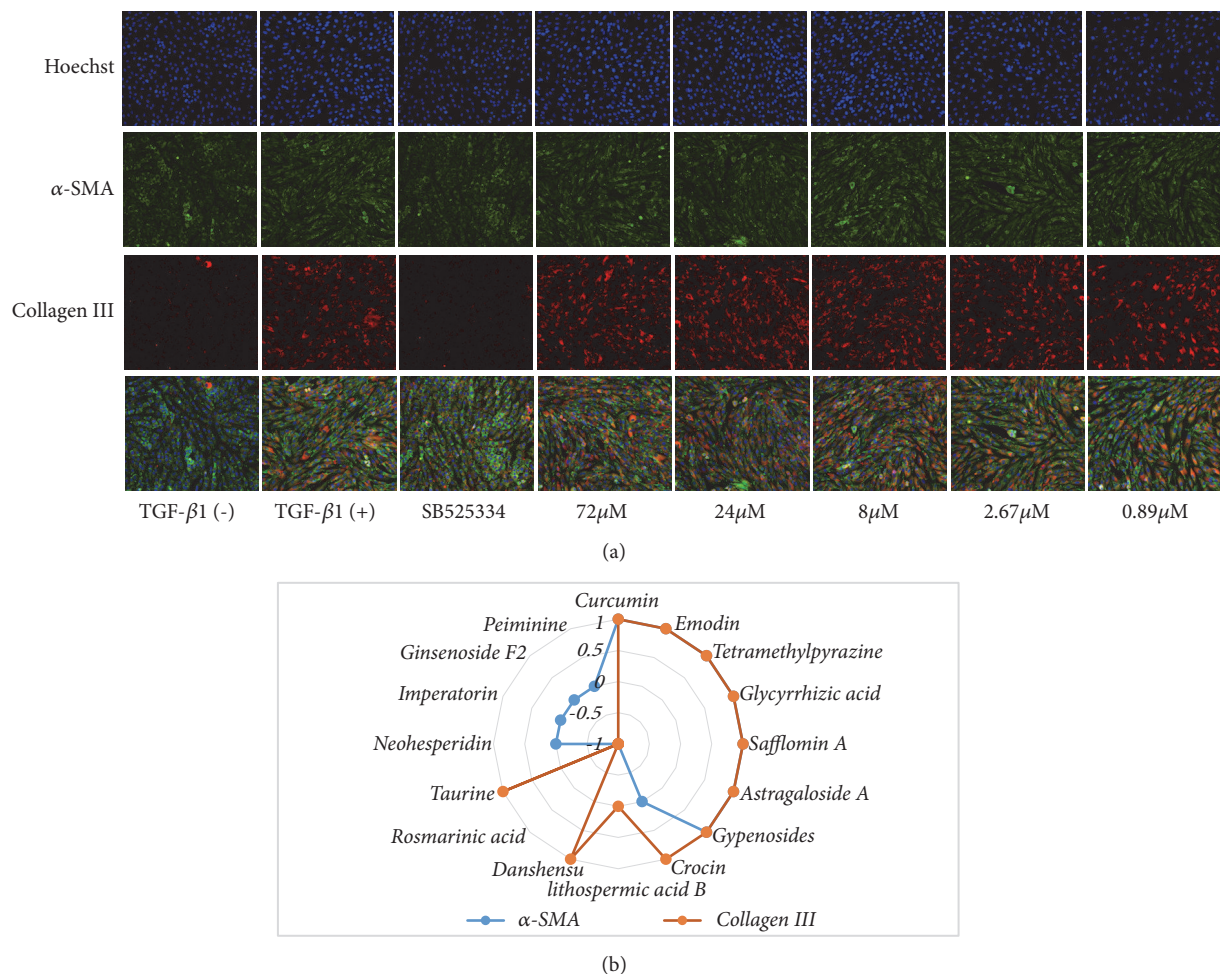 Hoechst
α-SMA
Collagen III
TGF-β1 (-) TGF-β1 (+) SB525334 72μM 24μM 8μM 2.67μM 0.89μM
(a)
Curcumin
Peiminine 1 Emodin
Ginsenoside F2 0.5 Tetramethylpyrazine
Imperatorin 0 Glycyrrhizic acid
-0.5
Neohesperidin -1 Safflomin A
Taurine Astragaloside A
Rosmarinic acid Gypenosides
Danshensu Crocin
lithospermic acid B
α-SMA Collagen III
(b)